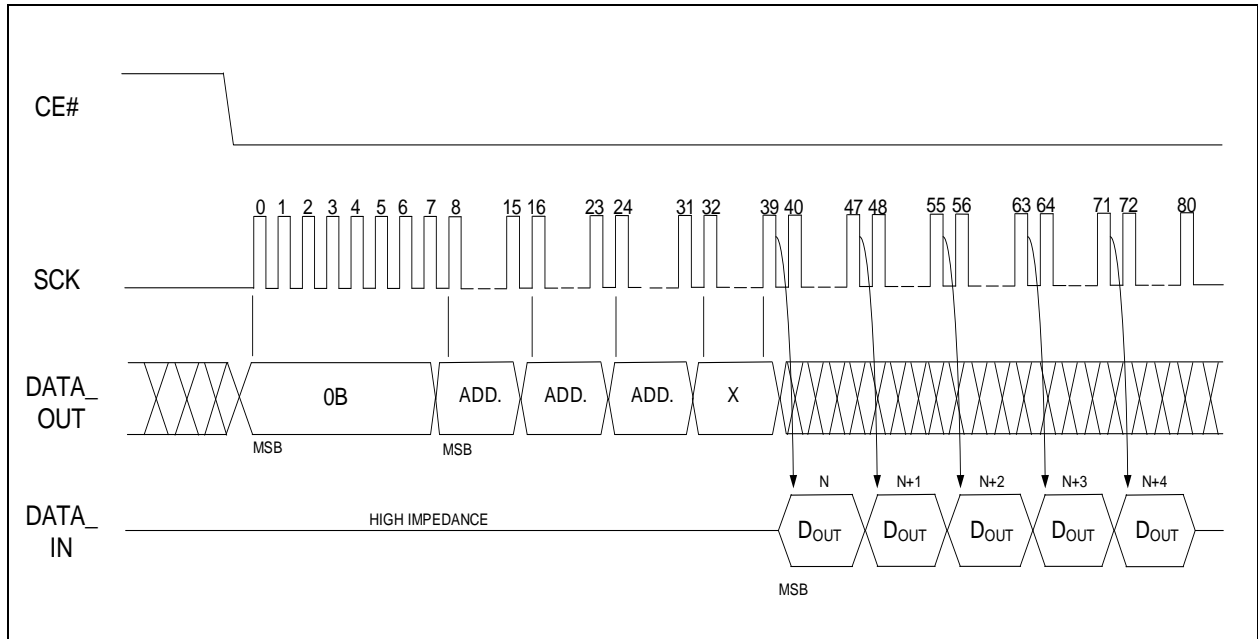 CE#
0 1 2 3 4 5 6 7 8 15 16 23 24 31 32 39 40 47 48 55 56 63 64 71 72 80
SCK
DATA_
OUT
0B ADD. ADD. ADD. X
MSB MSB
N N+1 N+2 N+3 N+4
DATA_
IN
HIGH IMPEDANCE
DOUT DOUT DOUT DOUT DOUT
MSB